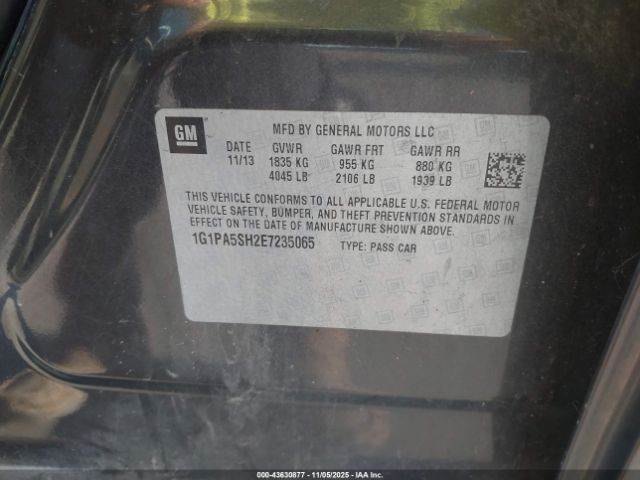 GM
MFD BY GENERAL MOTORS LLC
DATE GVWR GAWR FRT GAWR RR
11/13 1835 KG 955 KG 880 KG
4045 LB 2106 LB 1939 LB
THIS VEHICLE CONFORMS TO ALL APPLICABLE U.S. FEDERAL MOTOR
VEHICLE SAFETY, BUMPER, AND THEFT PREVENTION STANDARDS IN
EFFECT ON THE DATE OF MANUFACTURE SHOWN ABOVE.
1G1PA5SH2E7235065 TYPE: PASS CAR
000-43630877 - 11/05/2025 - IAA Inc.